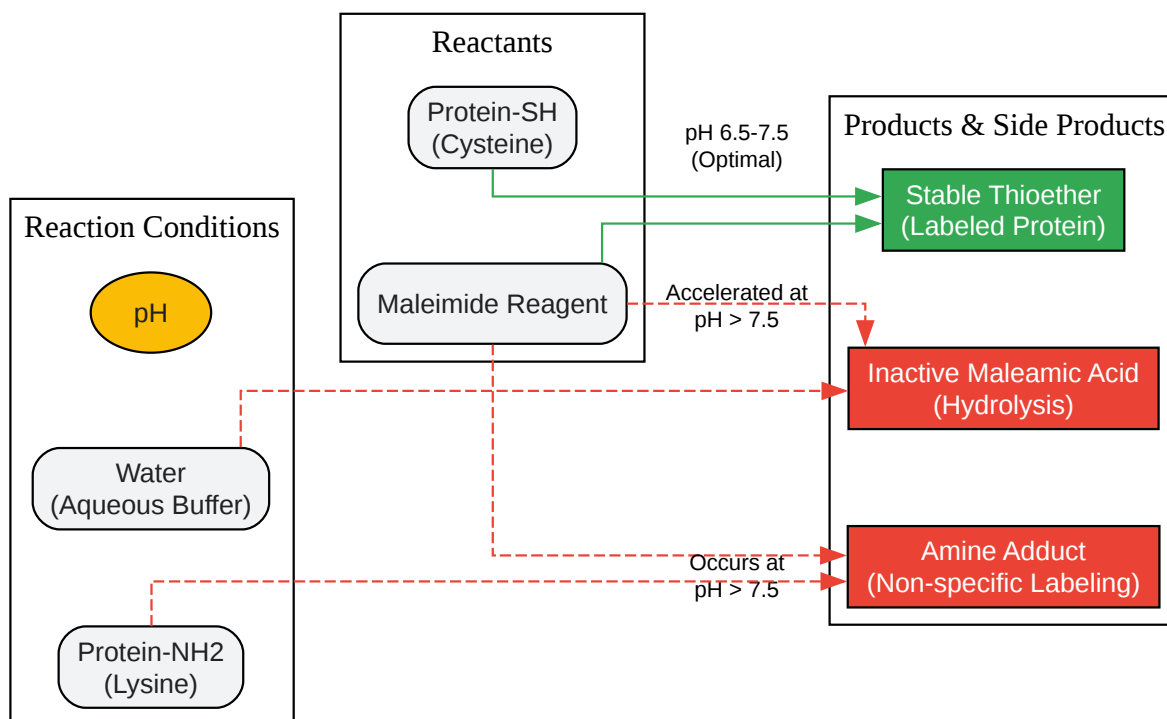 Reactants
Protein-SH
(Cysteine)
Maleimide Reagent
Reaction Conditions
pH
Water
(Aqueous Buffer)
Protein-NH2
(Lysine)
pH 6.5-7.5
(Optimal)
Accelerated at
pH > 7.5
Occurs at
pH > 7.5
Products & Side Products
Stable Thioether
(Labeled Protein)
Inactive Maleamic Acid
(Hydrolysis)
Amine Adduct
(Non-specific Labeling)